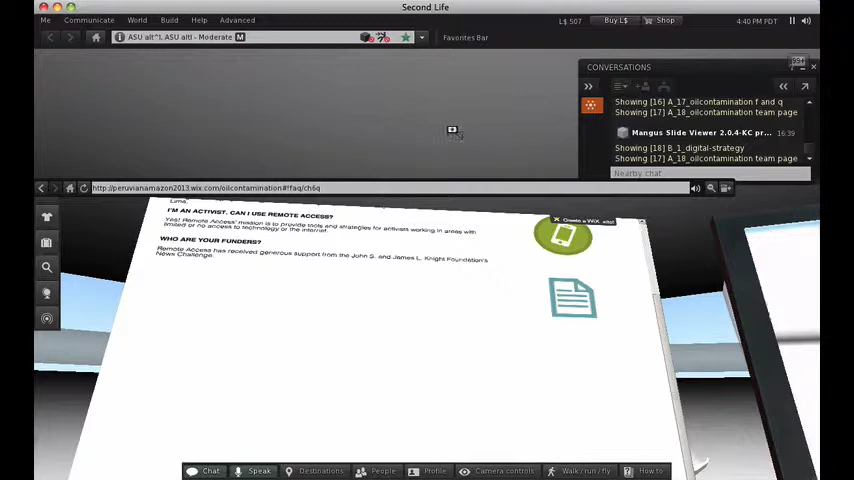 Second Life
Me Communicate World Build Help Advanced
L$ 507 Buy L$ Shop 4:40 PM PDT
ASU alt^I, ASU altI - Moderate M
Favorites Bar
CONVERSATIONS
Showing [16] A_17_oilcontamination f and q
Showing [17] A_18_oilcontamination team page
Mangus Slide Viewer 2.0.4-KC pr... 16:39
Showing [18] B_1_digital-strategy
Showing [17] A_18_oilcontamination team page
Nearby chat
http://peruvianamazon2013.wix.com/oilcontamination#!faq/ch6q
Lima.
I'M AN ACTIVIST. CAN I USE REMOTE ACCESS?
Yes! Remote Access' mission is to provide tools and strategies for activists working in areas with
limited or no access to technology or the internet.
WHO ARE YOUR FUNDERS?
Remote Access has received generous support from the John S. and James L. Knight Foundation's
News Challenge.
Create a WiX site!
Chat Speak Destinations People Profile Camera controls Walk / run / fly How to